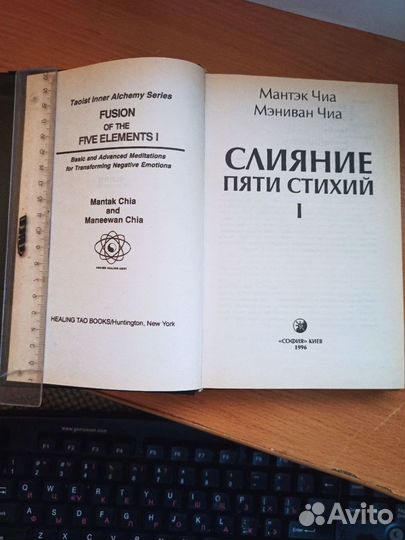 Taoist Inner Alchemy Series
FUSION
OF THE
FIVE ELEMENTS I
Basic and Advanced Meditations
for Transforming Negative Emotions
Mantak Chia
and
Maneewan Chia
HEALING TAO BOOKS/Huntington, New York
Мантэк Чиа
Мэниван Чиа
СЛИЯНИЕ
ПЯТИ СТИХИЙ
I
«СОФИЯ» КИЕВ
1996
Avito